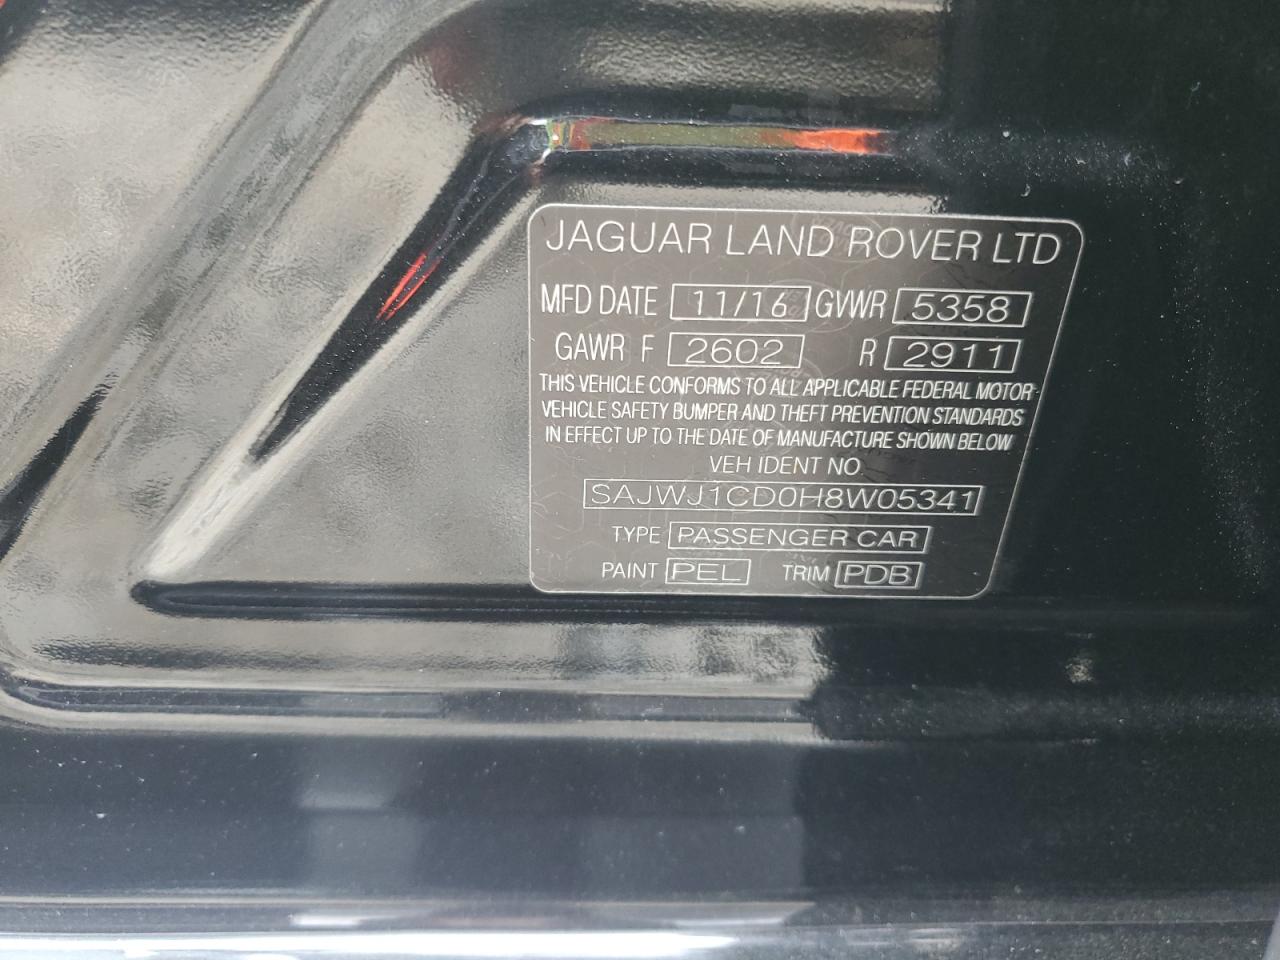 JAGUAR LAND ROVER LTD
MFD DATE 11/16 GVWR 5358
GAWR F 2602 R 2911
THIS VEHICLE CONFORMS TO ALL APPLICABLE FEDERAL MOTOR
VEHICLE SAFETY BUMPER AND THEFT PREVENTION STANDARDS
IN EFFECT UP TO THE DATE OF MANUFACTURE SHOWN BELOW
VEH IDENT NO
SAJWJ1CD0H8W05341
TYPE PASSENGER CAR
PAINT PEL TRIM PDB